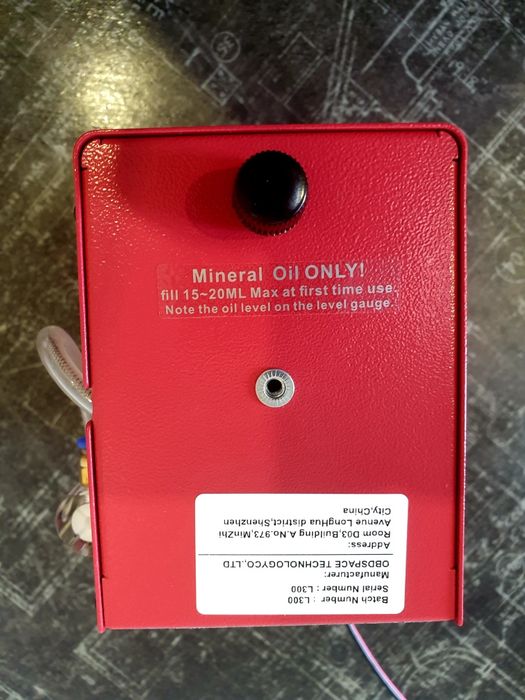 Mineral Oil ONLY!
fill 15~20ML Max at first time use.
Note the oil level on the level gauge.
Batch Number : L300
Serial Number : L300
Manufacturer:
OBDSPACE TECHNOLOGYCO.,LTD
Address:
Room D03,Building A,No.973,MinZhi
Avenue LongHua district,Shenzhen
City,China